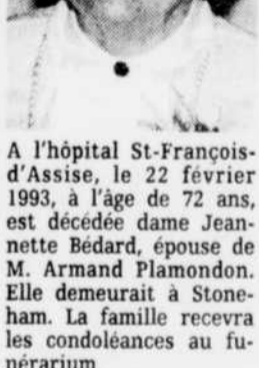 A l'hôpital St-François-
d'Assise, le 22 février
1993, à l'âge de 72 ans,
est décédée dame Jean-
nette Bédard, épouse de
M. Armand Plamondon.
Elle demeurait à Stone-
ham. La famille recevra
les condoléances au fu-
nérarium